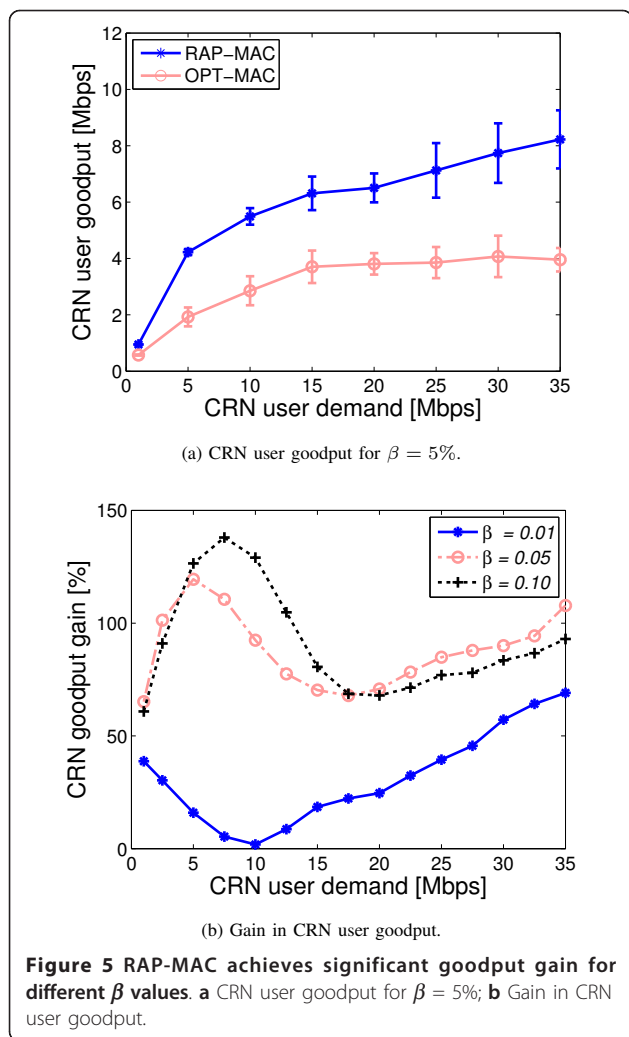 12
10
8
6
4
2
0
CRN user goodput [Mbps]
RAP-MAC
OPT-MAC
0 5 10 15 20 25 30 35
CRN user demand [Mbps]
(a) CRN user goodput for β = 5%.
150
100
50
0
CRN goodput gain [%]
β = 0.01
β = 0.05
β = 0.10
0 5 10 15 20 25 30 35
CRN user demand [Mbps]
(b) Gain in CRN user goodput.
Figure 5 RAP-MAC achieves significant goodput gain for
different β values. a CRN user goodput for β = 5%; b Gain in CRN
user goodput.